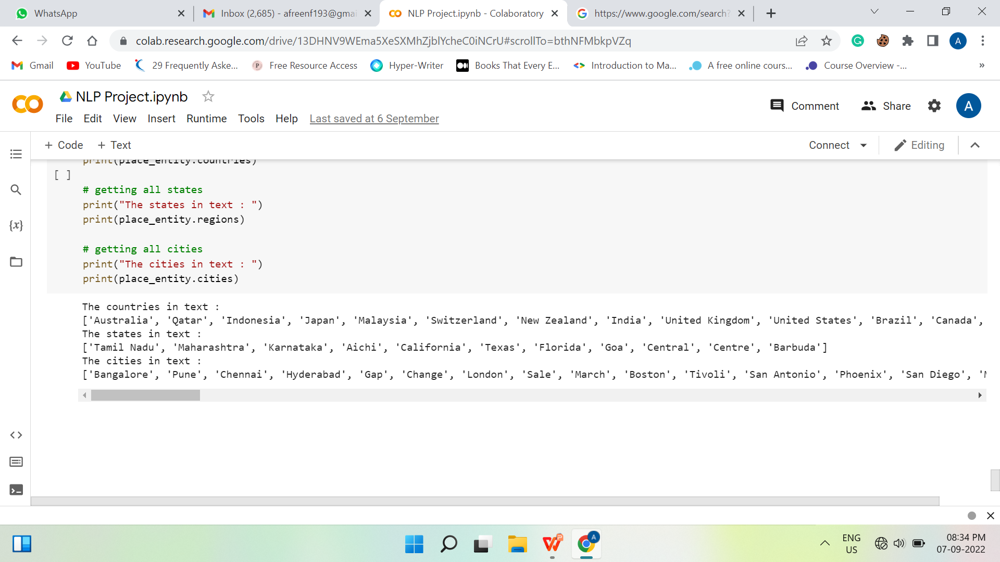 WhatsApp
Inbox (2,685) - afreenf193@gmai
NLP Project.ipynb - Colaboratory
https://www.google.com/search?
colab.research.google.com/drive/13DHNV9WEma5XeSXMhZjblYcheC0iNCrU#scrollTo=bthNFMbkpVZq
A
Gmail
YouTube
29 Frequently Aske...
Free Resource Access
Hyper-Writer
Books That Every E...
Introduction to Ma...
A free online cours...
Course Overview -...
»
NLP Project.ipynb
Comment
Share
A
File Edit View Insert Runtime Tools Help Last saved at 6 September
+ Code + Text
Connect
Editing
print(place_entity.countries)
[ ]
# getting all states
print("The states in text : ")
print(place_entity.regions)
# getting all cities
print("The cities in text : ")
print(place_entity.cities)
The countries in text :
['Australia', 'Qatar', 'Indonesia', 'Japan', 'Malaysia', 'Switzerland', 'New Zealand', 'India', 'United Kingdom', 'United States', 'Brazil', 'Canada',
The states in text :
['Tamil Nadu', 'Maharashtra', 'Karnataka', 'Aichi', 'California', 'Texas', 'Florida', 'Goa', 'Central', 'Centre', 'Barbuda']
The cities in text :
['Bangalore', 'Pune', 'Chennai', 'Hyderabad', 'Gap', 'Change', 'London', 'Sale', 'March', 'Boston', 'Tivoli', 'San Antonio', 'Phoenix', 'San Diego',
{x}
A
ENG
US
08:34 PM
07-09-2022